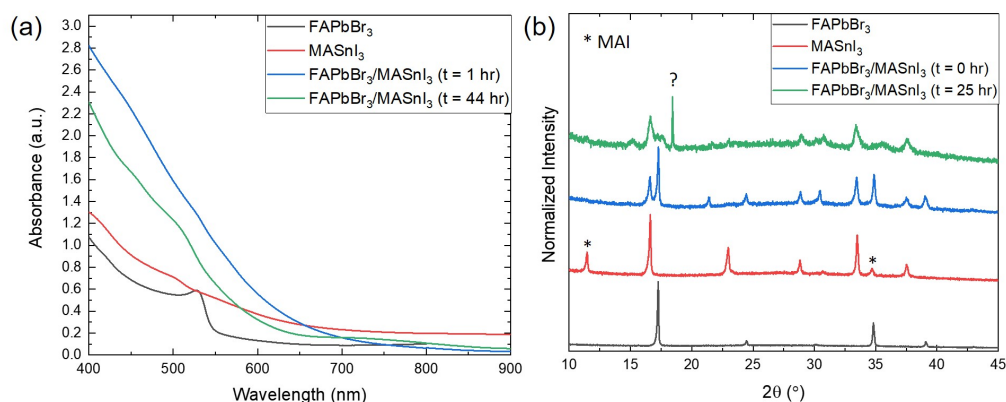 (a)
3.0
2.8
2.6
2.4
2.2
2.0
1.8
1.6
1.4
1.2
1.0
0.8
0.6
0.4
0.2
0.0
Absorbance (a.u.)
FAPbBr₃
MASnI₃
FAPbBr₃/MASnI₃ (t = 1 hr)
FAPbBr₃/MASnI₃ (t = 44 hr)
400 500 600 700 800 900
Wavelength (nm)
(b)
* MAI
FAPbBr₃
MASnI₃
FAPbBr₃/MASnI₃ (t = 0 hr)
FAPbBr₃/MASnI₃ (t = 25 hr)
?
*
*
Normalized Intensity
10 15 20 25 30 35 40 45
2θ (°)